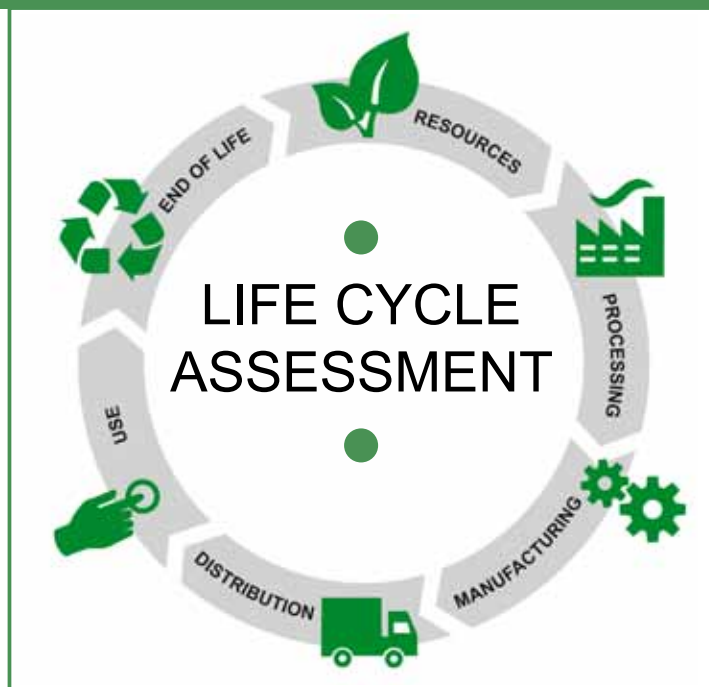 LIFE CYCLE
ASSESSMENT
RESOURCES
PROCESSING
MANUFACTURING
DISTRIBUTION
USE
END OF LIFE